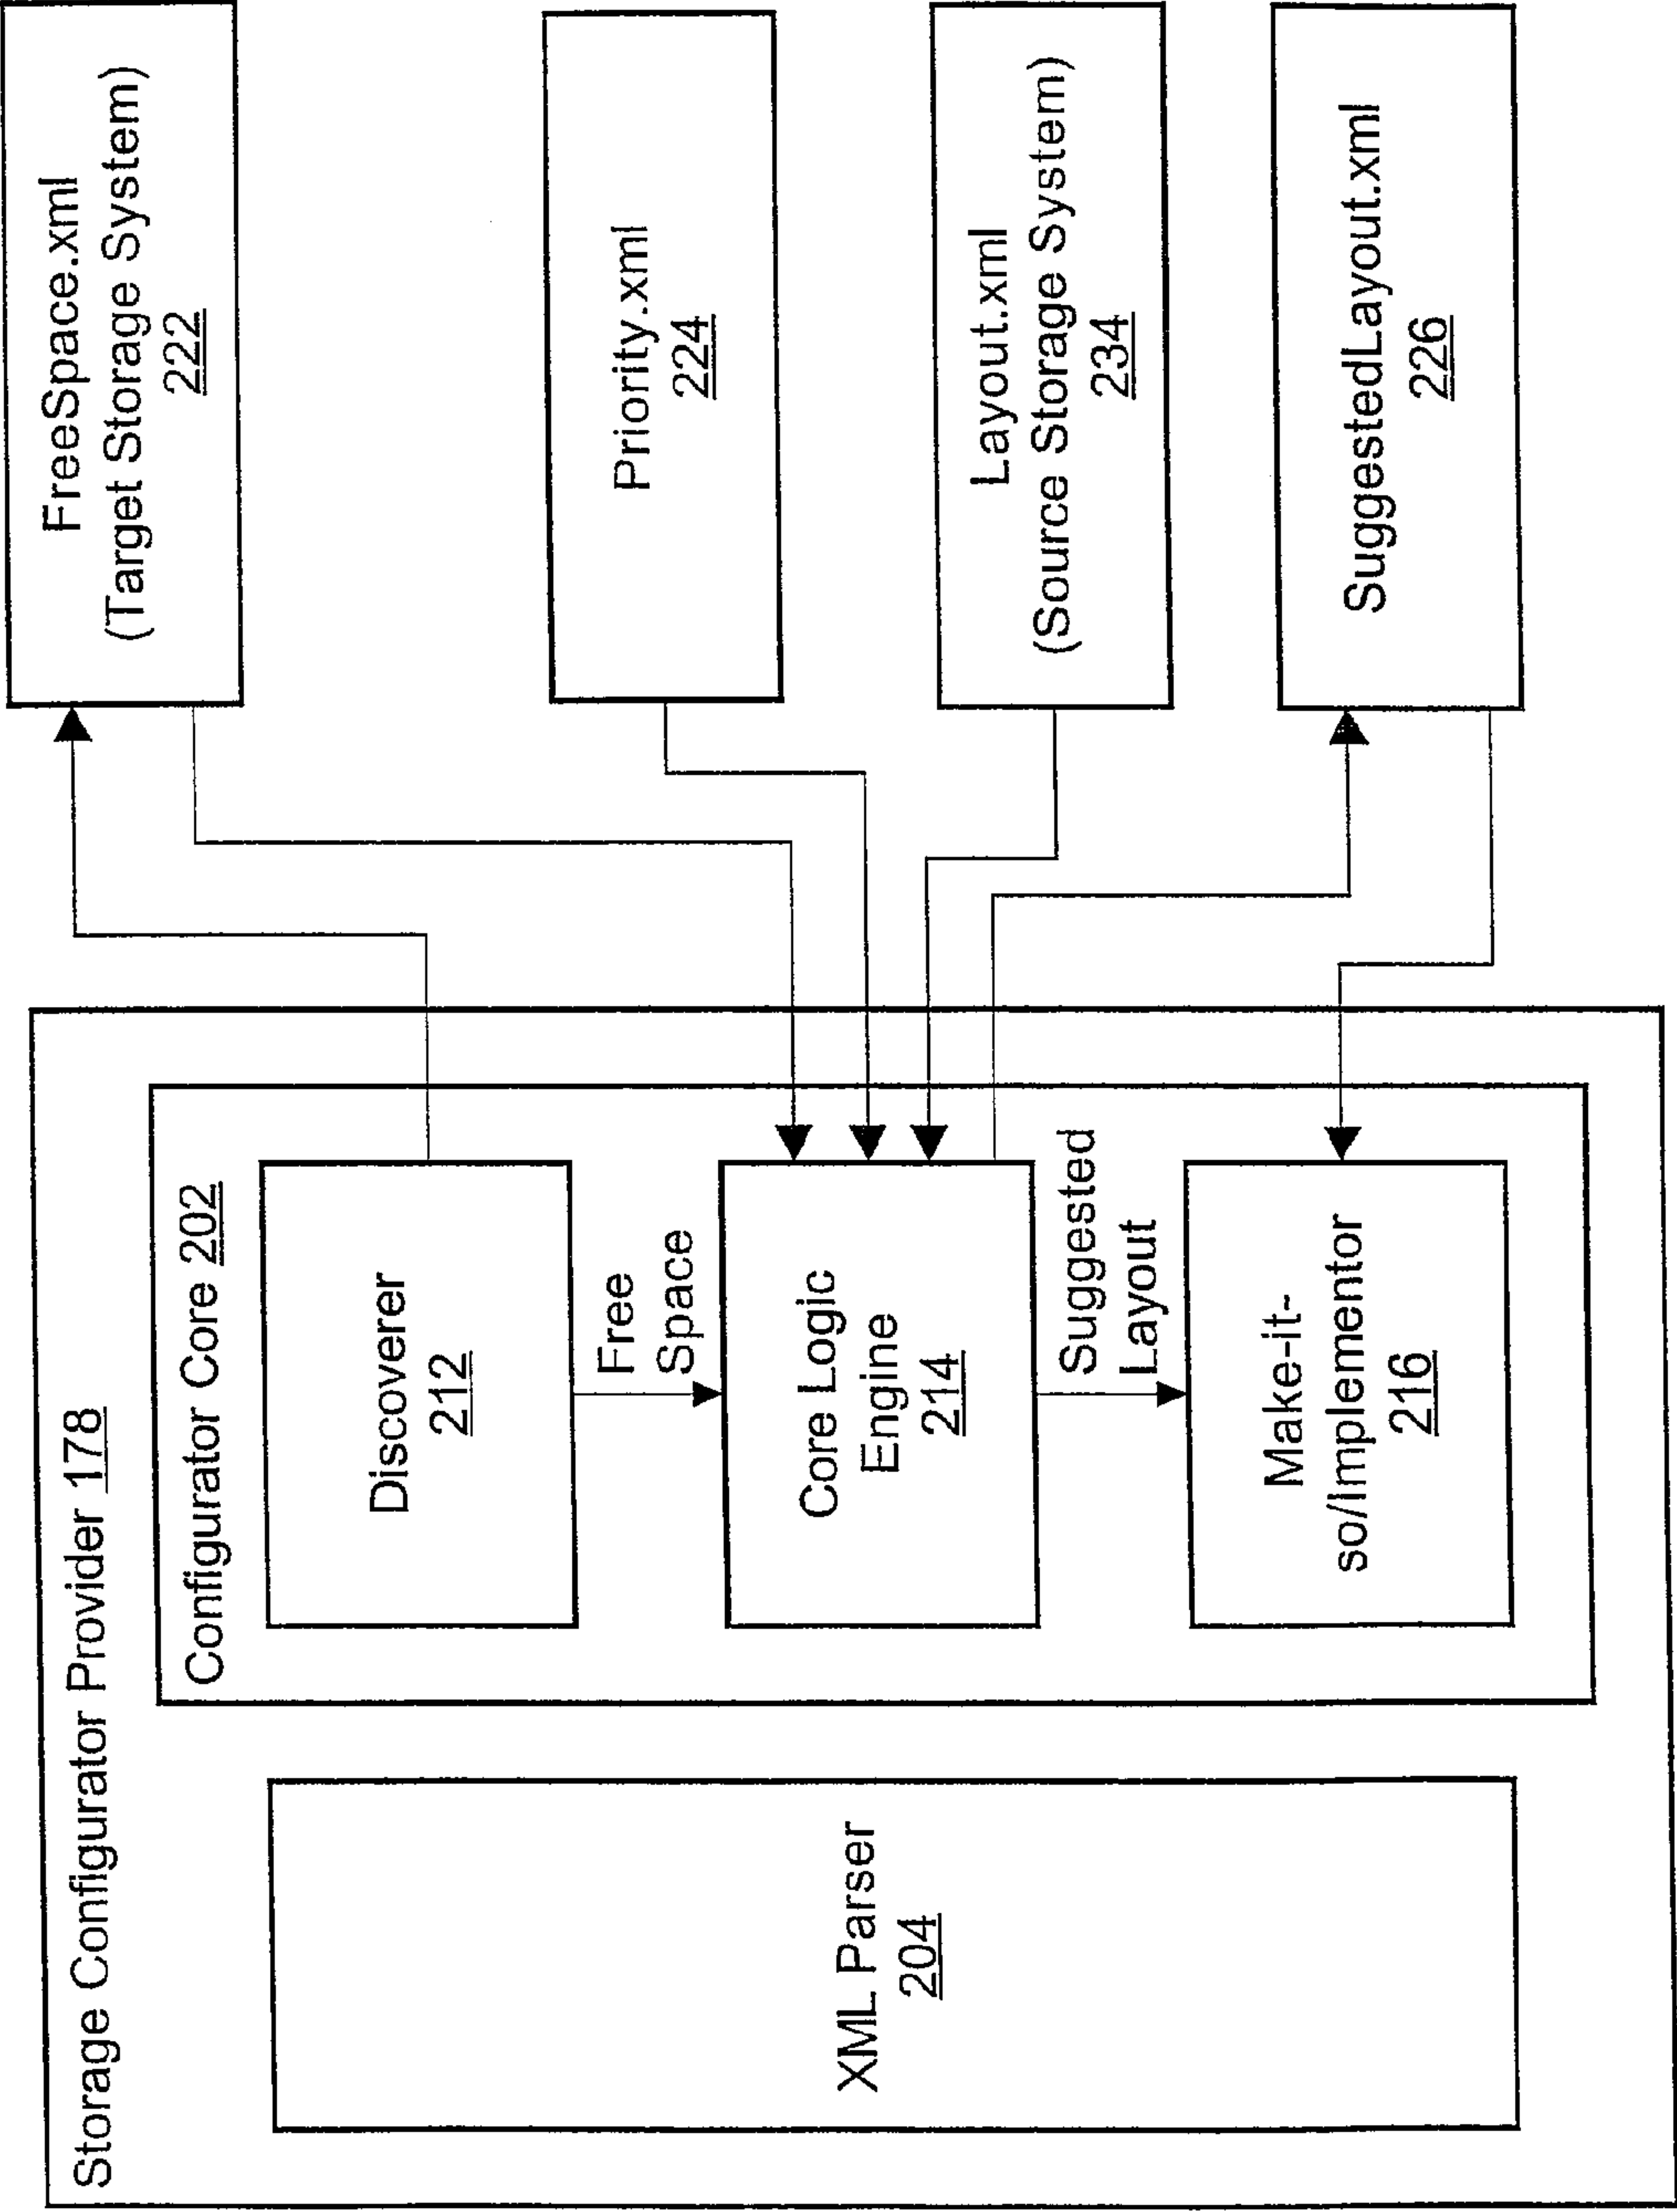 Storage Configurator Provider 178
XML Parser
204
Configurator Core 202
Discoverer
212
Free
Space
Core Logic
Engine
214
Suggested
Layout
Make-it-
so/Implementor
216
FreeSpace.xml
(Target Storage System)
222
Priority.xml
224
Layout.xml
(Source Storage System)
234
SuggestedLayout.xml
226